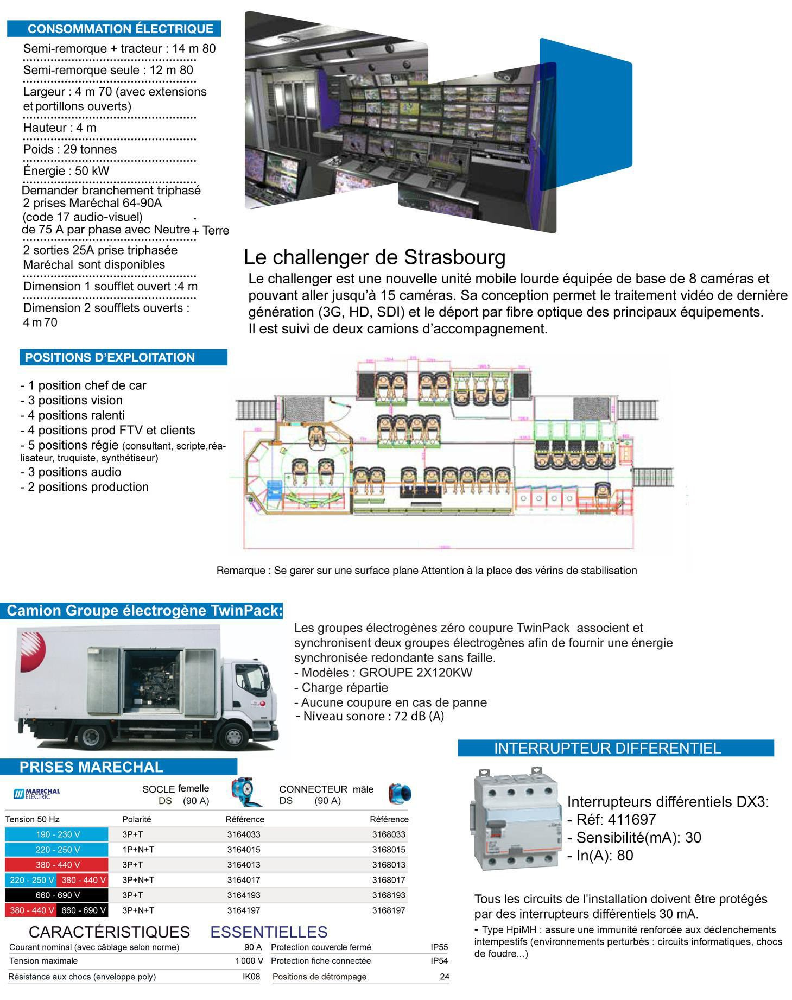 CONSOMMATION ÉLECTRIQUE
Semi-remorque + tracteur : 14 m 80
Semi-remorque seule : 12 m 80
Largeur : 4 m 70 (avec extensions
et portillons ouverts)
Hauteur : 4 m
Poids : 29 tonnes
Énergie : 50 kW
Demander branchement triphasé
2 prises Maréchal 64-90A
(code 17 audio-visuel)
de 75 A par phase avec Neutre + Terre
2 sorties 25A prise triphasée
Maréchal sont disponibles
Dimension 1 soufflet ouvert :4 m
Dimension 2 soufflets ouverts :
4 m 70
Le challenger de Strasbourg
Le challenger est une nouvelle unité mobile lourde équipée de base de 8 caméras et
pouvant aller jusqu'à 15 caméras. Sa conception permet le traitement vidéo de dernière
génération (3G, HD, SDI) et le déport par fibre optique des principaux équipements.
Il est suivi de deux camions d'accompagnement.
POSITIONS D'EXPLOITATION
- 1 position chef de car
- 3 positions vision
- 4 positions ralenti
- 4 positions prod FTV et clients
- 5 positions régie (consultant, scripte,réa-
lisateur, truquiste, synthétiseur)
- 3 positions audio
- 2 positions production
Remarque : Se garer sur une surface plane Attention à la place des vérins de stabilisation
Camion Groupe électrogène TwinPack:
Les groupes électrogènes zéro coupure TwinPack associent et
synchronisent deux groupes électrogènes afin de fournir une énergie
synchronisée redondante sans faille.
- Modèles : GROUPE 2X120KW
- Charge répartie
- Aucune coupure en cas de panne
- Niveau sonore : 72 dB (A)
PRISES MARECHAL
MARECHAL
ELECTRIC
SOCLE femelle
DS (90 A)
CONNECTEUR mâle
DS (90 A)
Tension 50 Hz Polarité Référence Référence
190 - 230 V 3P+T 3164033 3168033
220 - 250 V 1P+N+T 3164015 3168015
380 - 440 V 3P+T 3164013 3168013
220 - 250 V 380 - 440 V 3P+N+T 3164017 3168017
660 - 690 V 3P+T 3164193 3168193
380 - 440 V 660 - 690 V 3P+N+T 3164197 3168197
CARACTÉRISTIQUES ESSENTIELLES
Courant nominal (avec câblage selon norme) 90 A Protection couvercle fermé IP55
Tension maximale 1 000 V Protection fiche connectée IP54
Résistance aux chocs (enveloppe poly) IK08 Positions de détrompage 24
INTERRUPTEUR DIFFERENTIEL
Interrupteurs différentiels DX3:
- Réf: 411697
- Sensibilité(mA): 30
- In(A): 80
Tous les circuits de l'installation doivent être protégés
par des interrupteurs différentiels 30 mA.
- Type HpiMH : assure une immunité renforcée aux déclenchements
intempestifs (environnements perturbés : circuits informatiques, chocs
de foudre...)